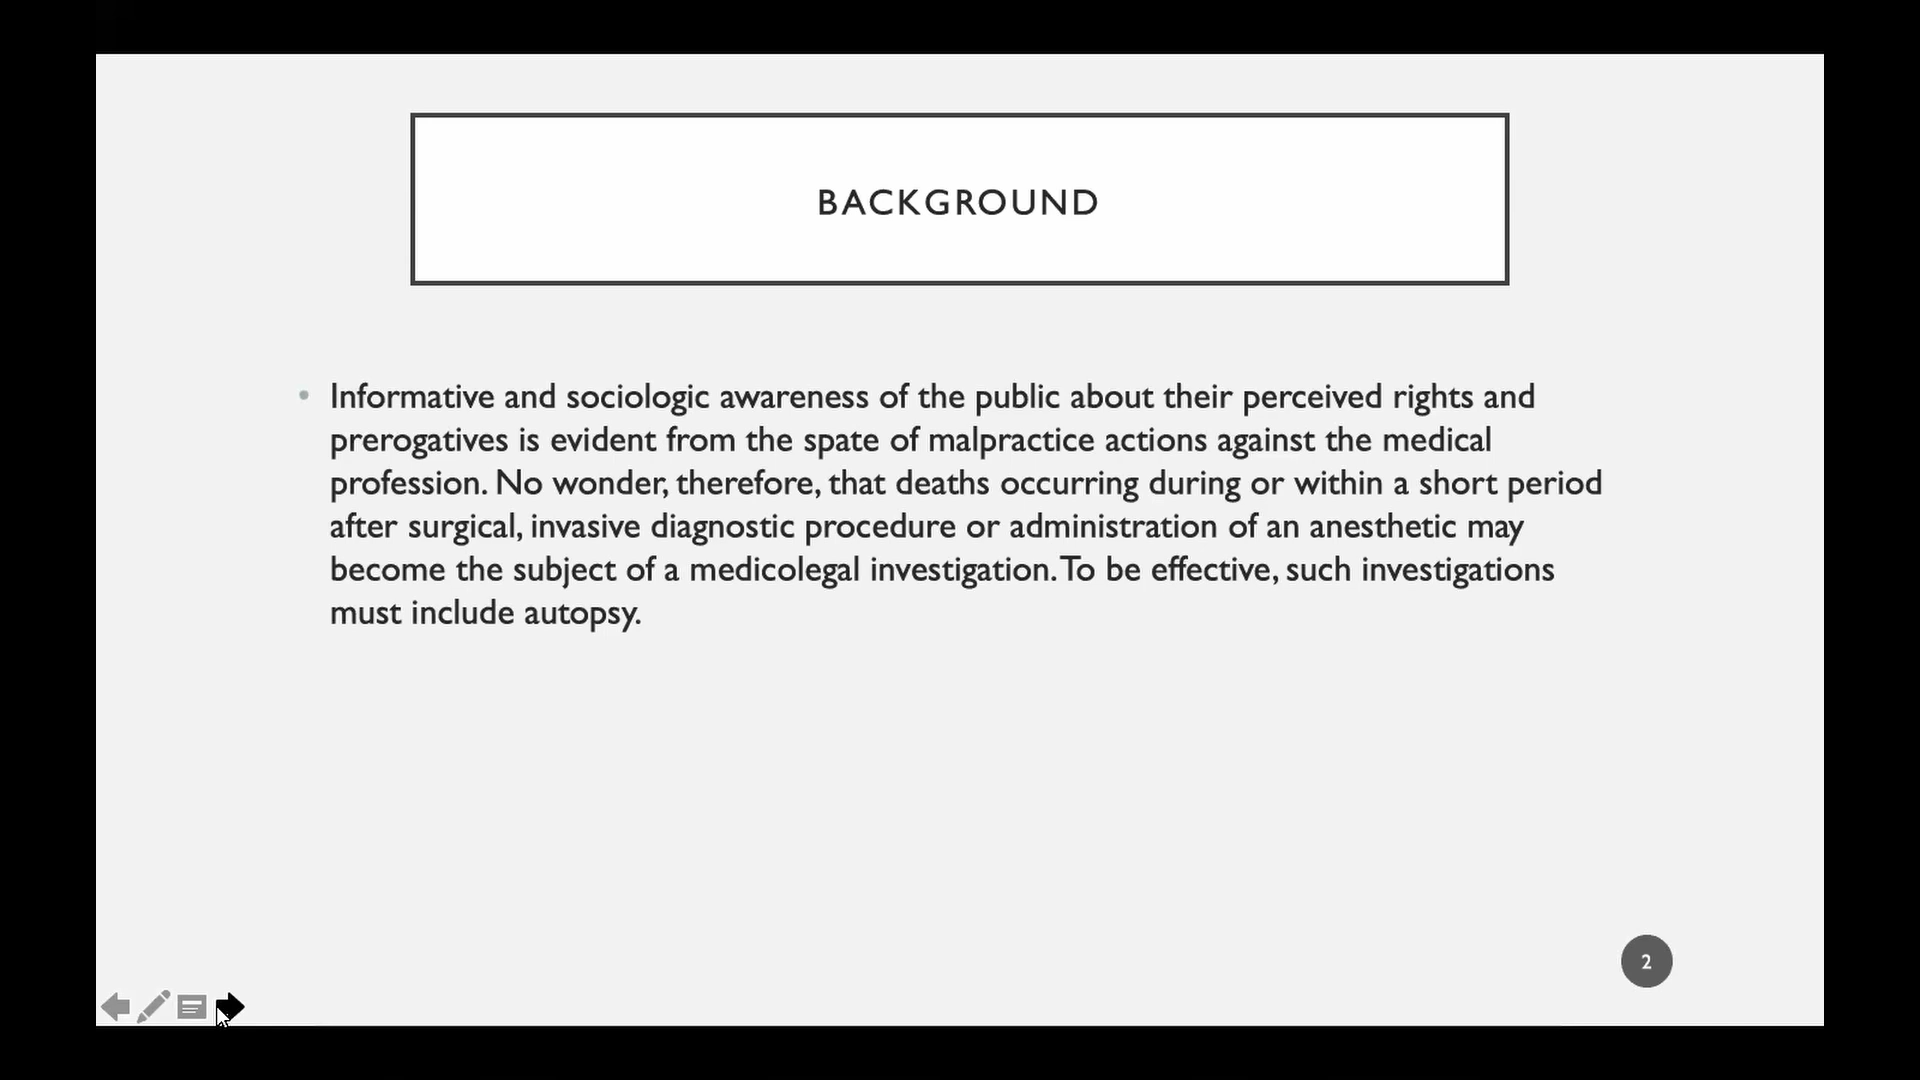 BACKGROUND
• Informative and sociologic awareness of the public about their perceived rights and
prerogatives is evident from the spate of malpractice actions against the medical
profession. No wonder, therefore, that deaths occurring during or within a short period
after surgical, invasive diagnostic procedure or administration of an anesthetic may
become the subject of a medicolegal investigation. To be effective, such investigations
must include autopsy.
2